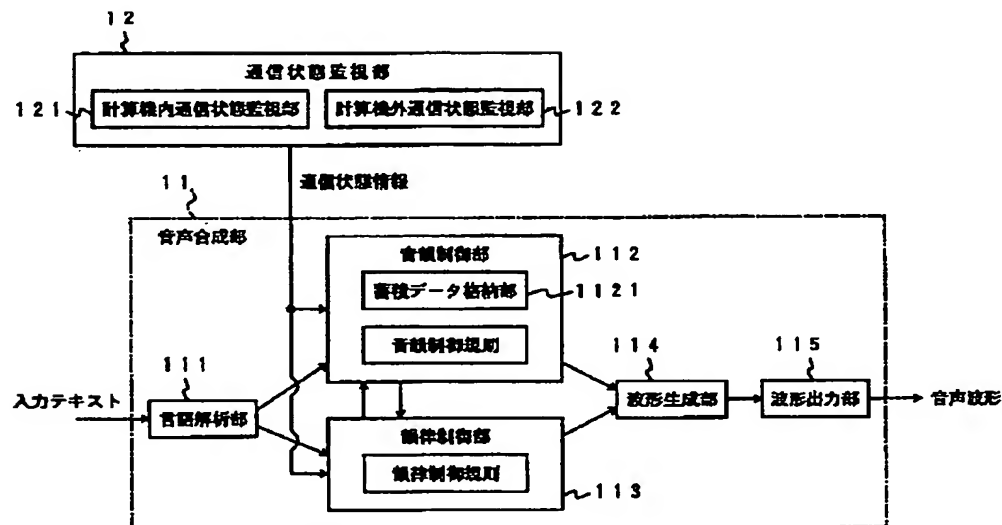 12
通信状態監視部
121
計算機内通信状態監視部
計算機外通信状態監視部
122
通信状態情報
11
音声合成部
音韻制御部
112
蓄積データ格納部
1121
音韻制御規則
111
114
115
入力テキスト
言語解析部
波形生成部
波形出力部
音声波形
韻律制御部
韻律制御規則
113